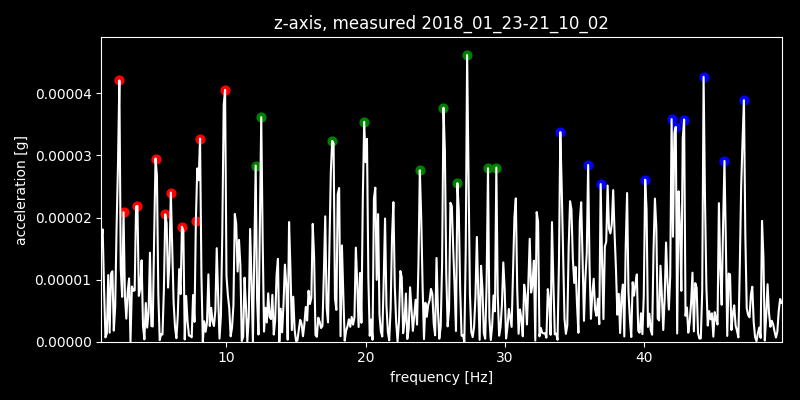 z-axis, measured 2018_01_23-21_10_02
acceleration [g]
0.00004
0.00003
0.00002
0.00001
0.00000
10 20 30 40
frequency [Hz]